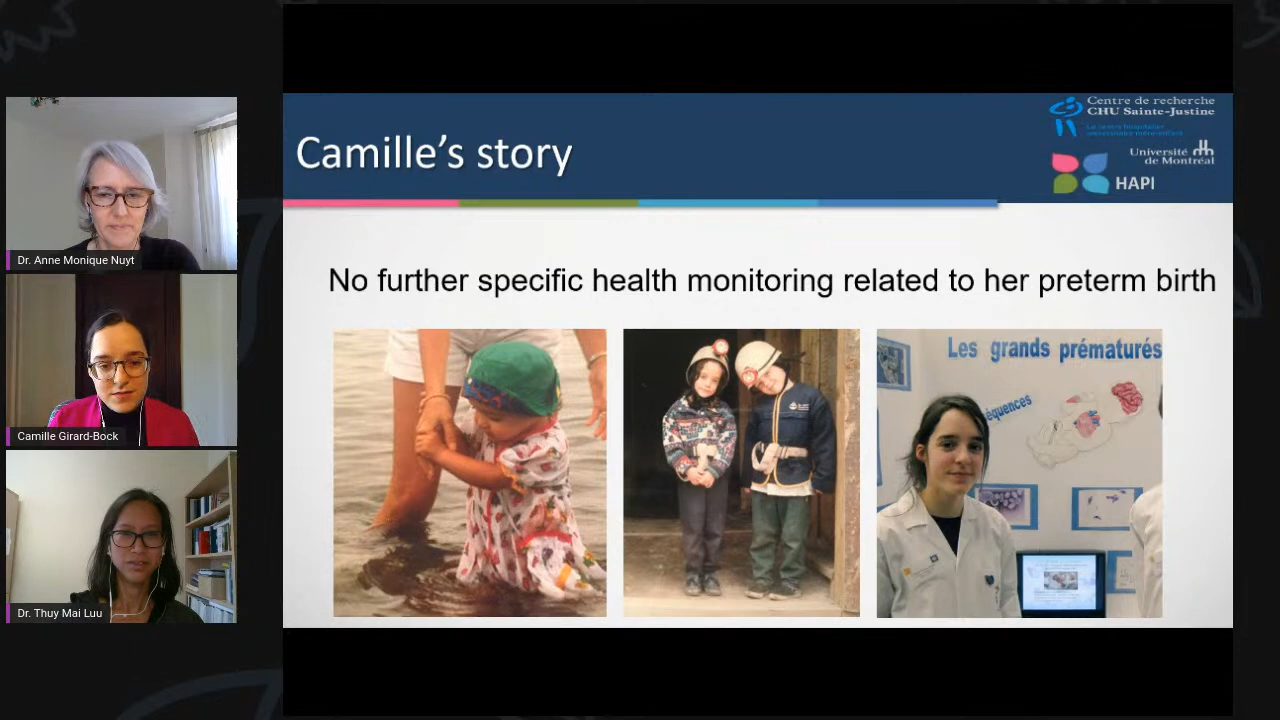 Dr. Anne Monique Nuyt
Camille Girard-Bock
Dr. Thuy Mai Luu
Camille's story
Centre de recherche
CHU Sainte-Justine
Le centre hospitalier
universitaire mère-enfant
Université
de Montréal
HAPI
No further specific health monitoring related to her preterm birth
Les grands prématurés
équences